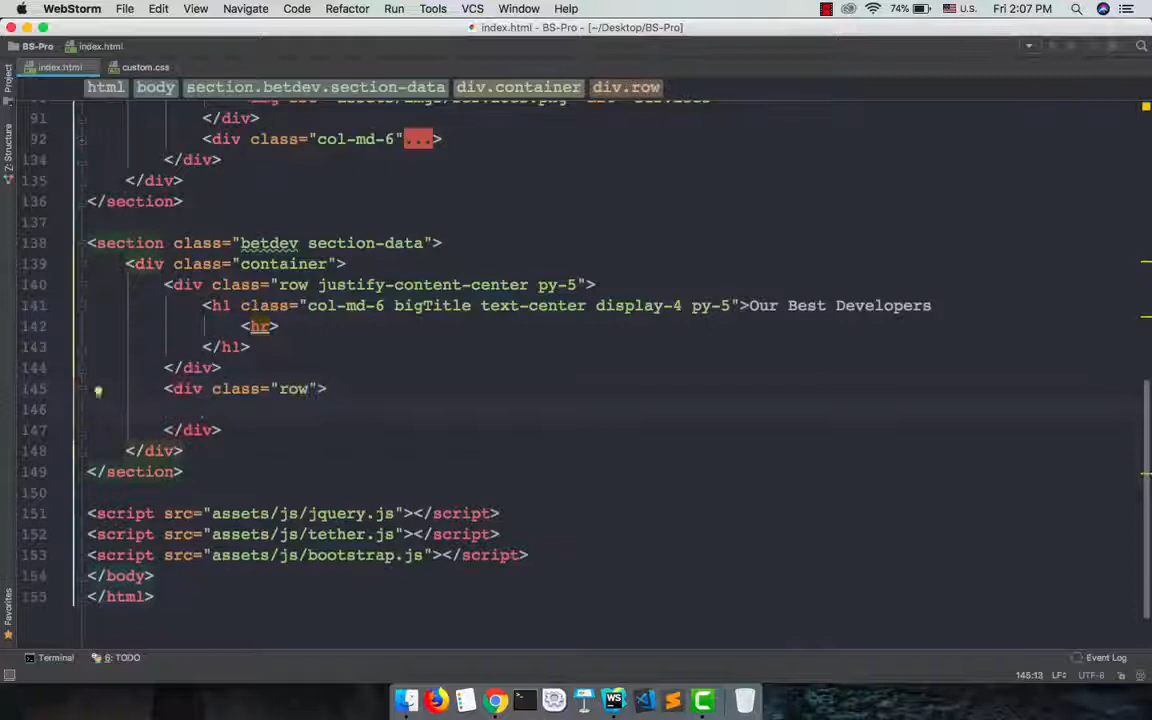 WebStorm File Edit View Navigate Code Refactor Run Tools VCS Window Help 74% U.S. Fri 2:07 PM
index.html - BS-Pro - [~/Desktop/BS-Pro]
BS-Pro index.html
index.html custom.css
html body section.betdev.section-data div.container div.row
91 </div>
92 <div class="col-md-6"...>
134 </div>
135 </div>
136 </section>
137
138 <section class="betdev section-data">
139 <div class="container">
140 <div class="row justify-content-center py-5">
141 <h1 class="col-md-6 bigTitle text-center display-4 py-5">Our Best Developers
142 <hr>
143 </h1>
144 </div>
145 <div class="row">
146
147 </div>
148 </div>
149 </section>
150
151 <script src="assets/js/jquery.js"></script>
152 <script src="assets/js/tether.js"></script>
153 <script src="assets/js/bootstrap.js"></script>
154 </body>
155 </html>
Project
Z: Structure
Favorites
Terminal 6: TODO Event Log
145:12 LF: UTF-8
WS